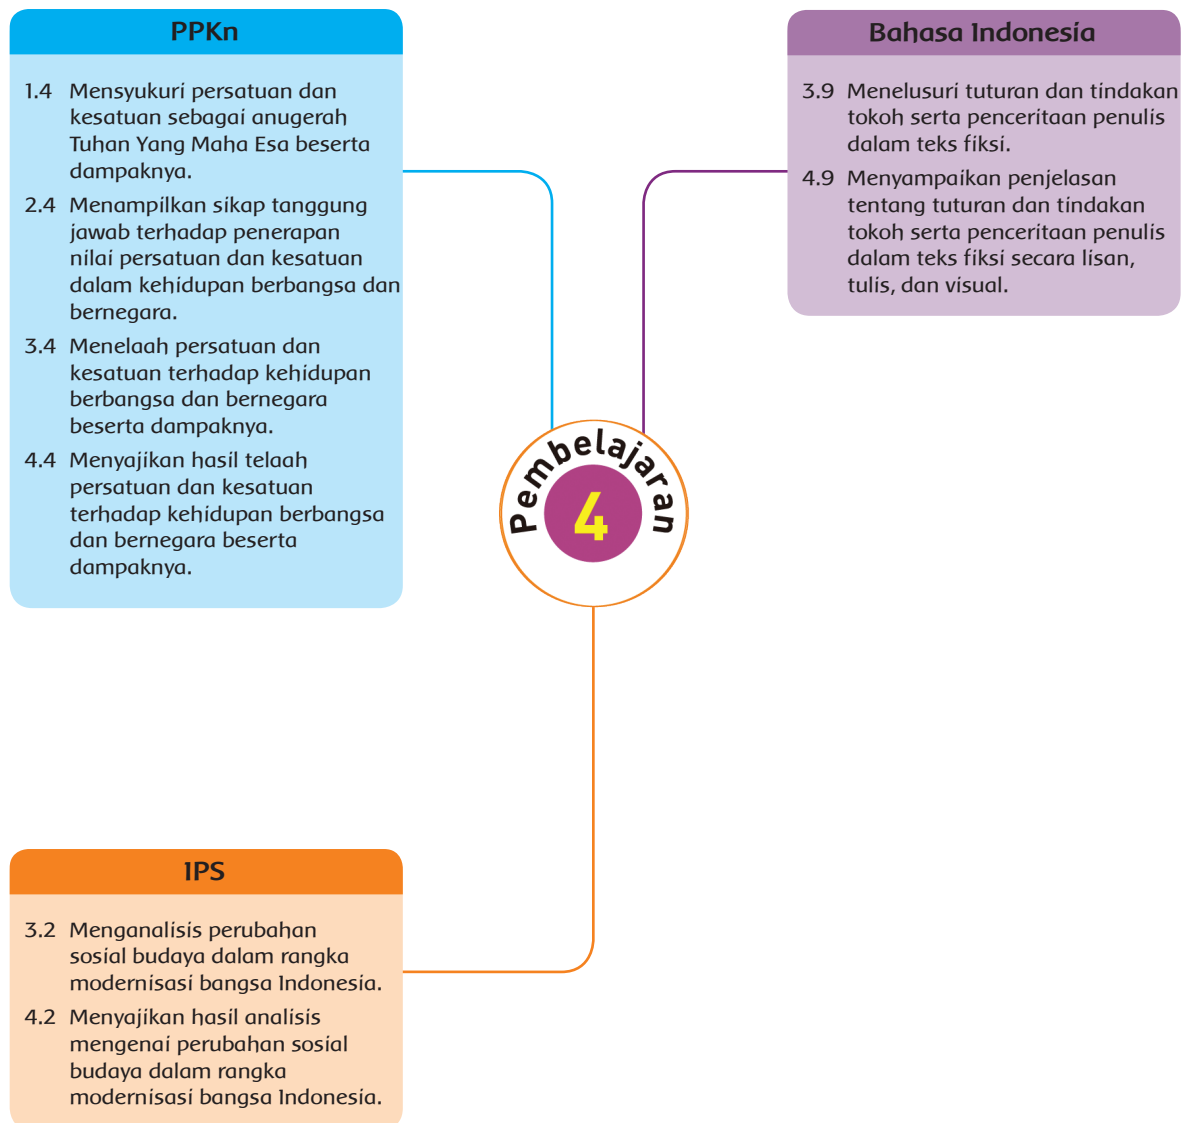 PPKn
1.4 Mensyukuri persatuan dan
kesatuan sebagai anugerah
Tuhan Yang Maha Esa beserta
dampaknya.
2.4 Menampilkan sikap tanggung
jawab terhadap penerapan
nilai persatuan dan kesatuan
dalam kehidupan berbangsa dan
bernegara.
3.4 Menelaah persatuan dan
kesatuan terhadap kehidupan
berbangsa dan bernegara
beserta dampaknya.
4.4 Menyajikan hasil telaah
persatuan dan kesatuan
terhadap kehidupan berbangsa
dan bernegara beserta
dampaknya.
Bahasa Indonesia
3.9 Menelusuri tuturan dan tindakan
tokoh serta penceritaan penulis
dalam teks fiksi.
4.9 Menyampaikan penjelasan
tentang tuturan dan tindakan
tokoh serta penceritaan penulis
dalam teks fiksi secara lisan,
tulis, dan visual.
Pembelajaran
4
IPS
3.2 Menganalisis perubahan
sosial budaya dalam rangka
modernisasi bangsa Indonesia.
4.2 Menyajikan hasil analisis
mengenai perubahan sosial
budaya dalam rangka
modernisasi bangsa Indonesia.